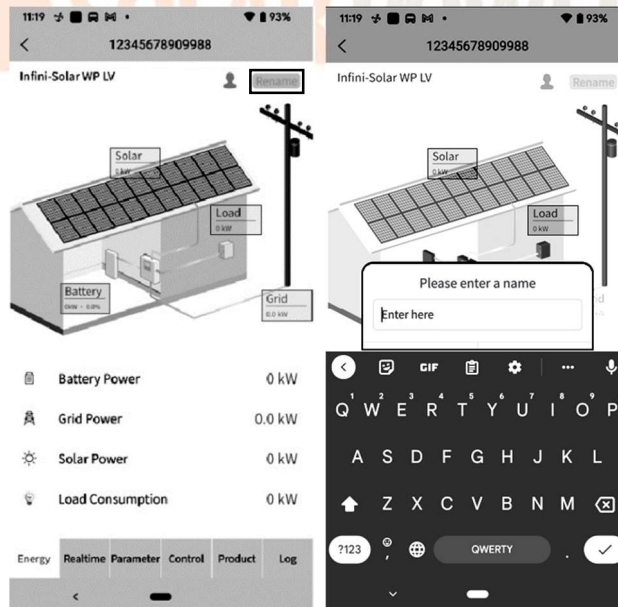 11:19 93%
12345678909988
Infini-Solar WP LV Rename
Solar
0 kW
Load
0 kW
Battery
0kW - 0.0%
Grid
0.0 kW
Battery Power 0 kW
Grid Power 0.0 kW
Solar Power 0 kW
Load Consumption 0 kW
Energy Realtime Parameter Control Product Log
11:19 93%
12345678909988
Infini-Solar WP LV Rename
Solar
0 kW
Load
0 kW
Please enter a name
Enter here
GIF
1 2 3 4 5 6 7 8 9 0
Q W E R T Y U I O P
A S D F G H J K L
Z X C V B N M
?123 , QWERTY .